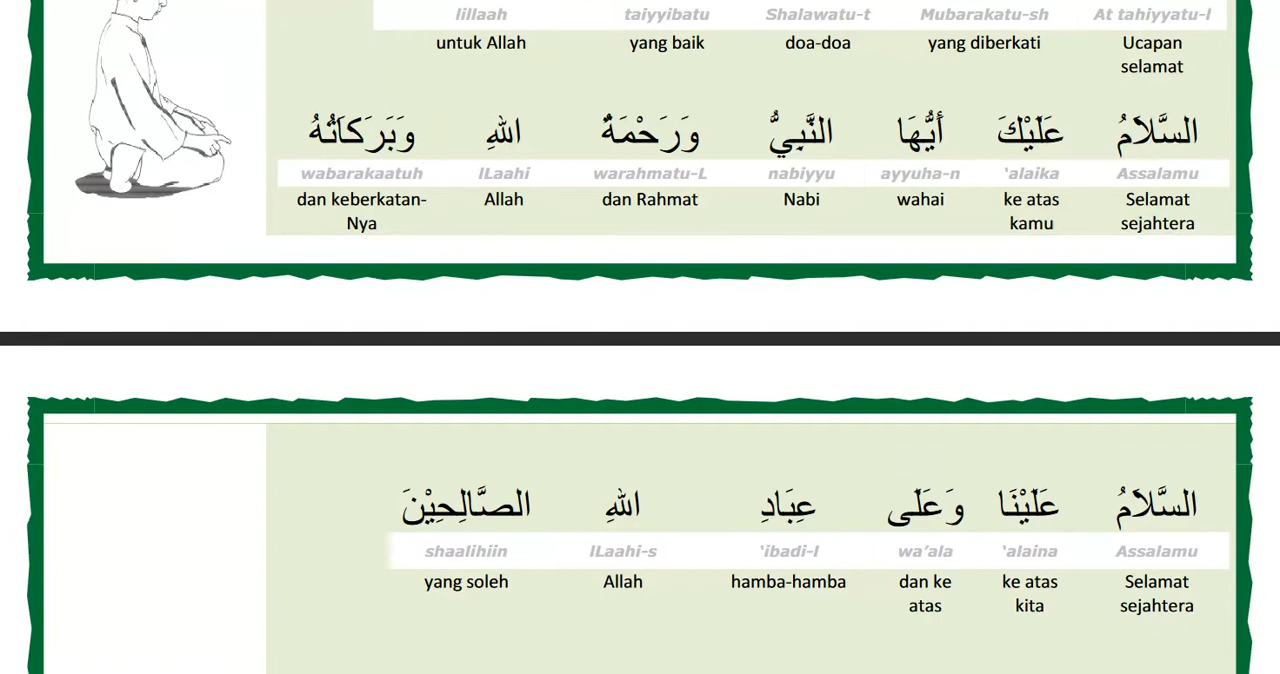 lillaah taiyyibatu Shalawatu-t Mubarakatu-sh At tahiyyatu-l
untuk Allah yang baik doa-doa yang diberkati Ucapan selamat
السَّلاَمُ عَلَيْكَ أَيُّهَا النَّبِيُّ وَرَحْمَةُ اللهِ وَبَرَكَاتُهُ
wabarakaatuh lLaahi warahmatu-L nabiyyu ayyuha-n ‘alaika Assalamu
dan keberkatan-Nya Allah dan Rahmat Nabi wahai ke atas kamu Selamat sejahtera
السَّلاَمُ عَلَيْنَا وَعَلَى عِبَادِ اللهِ الصَّالِحِيْنَ
shaalihiin lLaahi-s ‘ibadi-l wa’ala ‘alaina Assalamu
yang soleh Allah hamba-hamba dan ke atas ke atas kita Selamat sejahtera